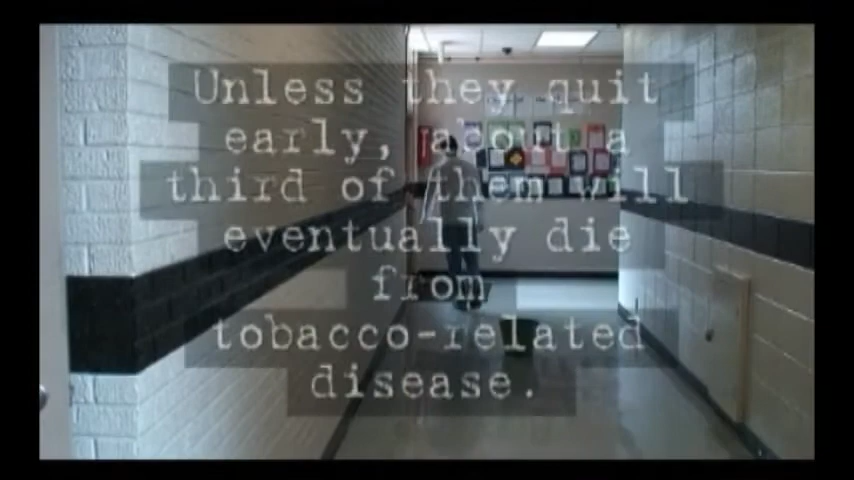 Unless they quit
early, about a
third of them will
eventually die
from
tobacco-related
disease.